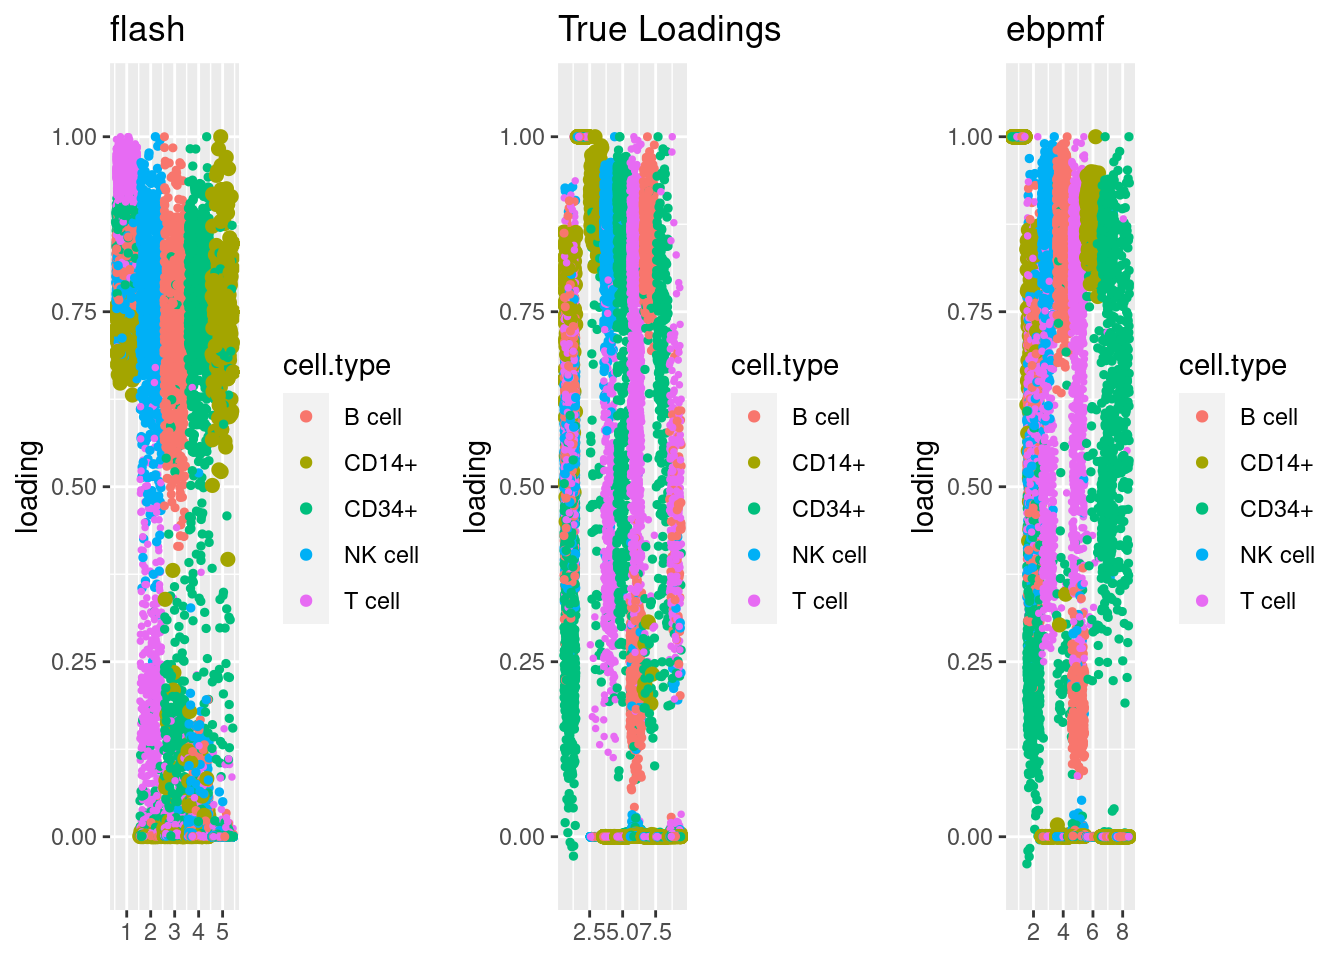 flash
loading
1.00
0.75
0.50
0.25
0.00
1 2 3 4 5
cell.type
B cell
CD14+
CD34+
NK cell
T cell
True Loadings
loading
1.00
0.75
0.50
0.25
0.00
2.55.07.5
cell.type
B cell
CD14+
CD34+
NK cell
T cell
ebpmf
loading
1.00
0.75
0.50
0.25
0.00
2 4 6 8
cell.type
B cell
CD14+
CD34+
NK cell
T cell